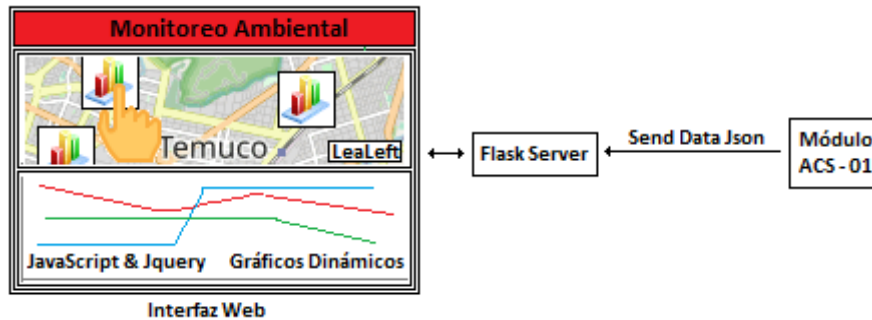 Monitoreo Ambiental
Temuco
LeaLeft
JavaScript & Jquery Gráficos Dinámicos
Interfaz Web
Flask Server
Send Data Json
Módulo
ACS - 01